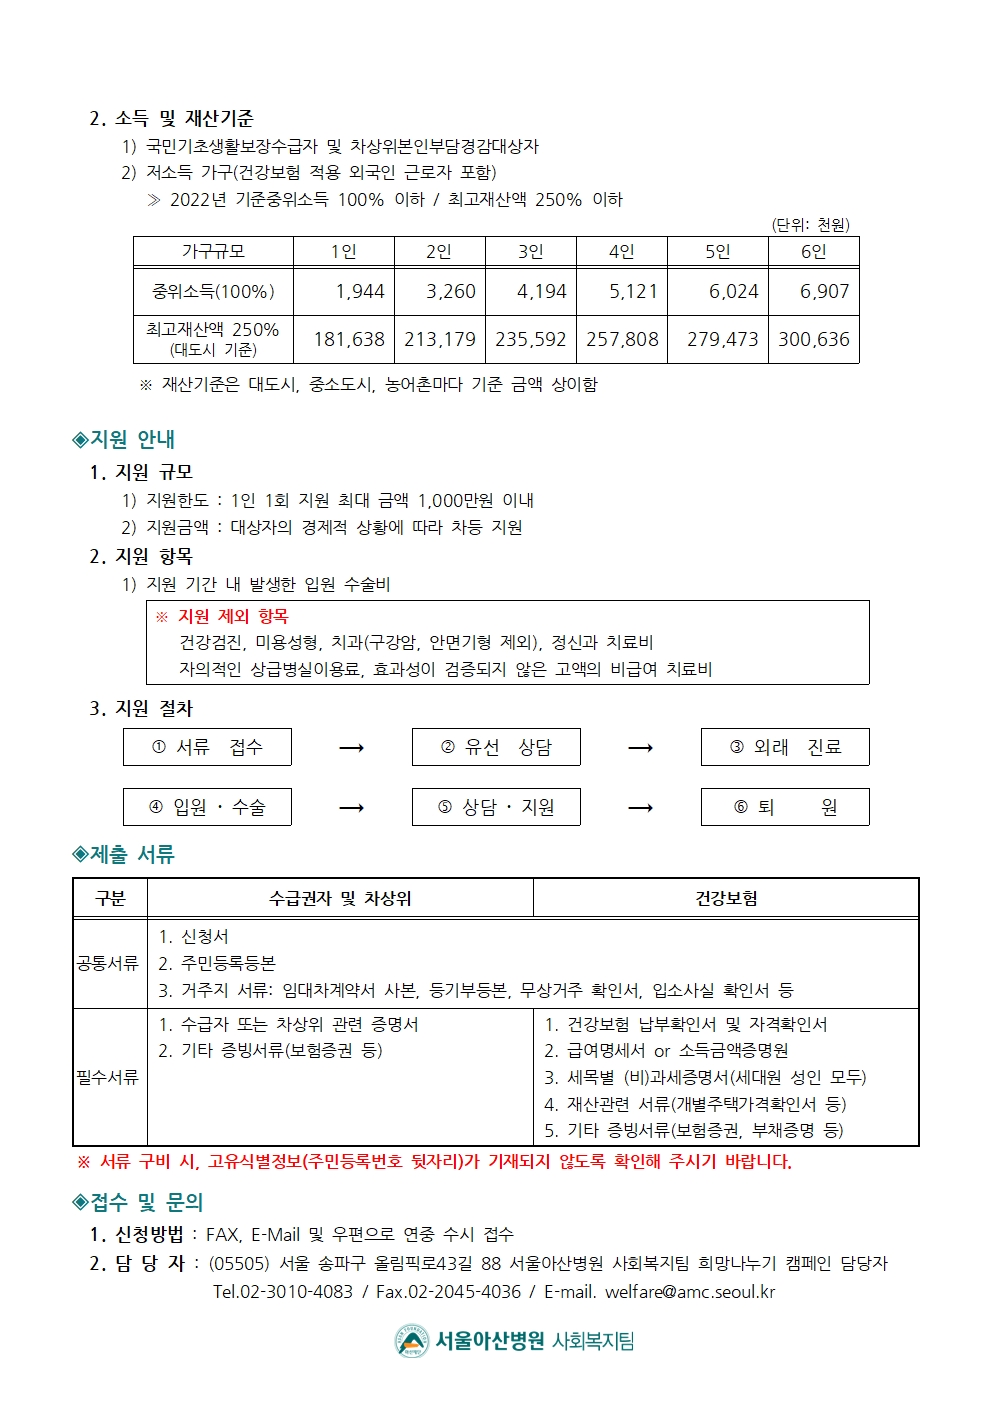 2. 소득 및 재산기준
1) 국민기초생활보장수급자 및 차상위본인부담경감대상자
2) 저소득 가구(건강보험 적용 외국인 근로자 포함)
≫ 2022년 기준중위소득 100% 이하 / 최고재산액 250% 이하
(단위: 천원)
가구규모 1인 2인 3인 4인 5인 6인
중위소득(100%) 1,944 3,260 4,194 5,121 6,024 6,907
최고재산액 250%
(대도시 기준) 181,638 213,179 235,592 257,808 279,473 300,636
※ 재산기준은 대도시, 중소도시, 농어촌마다 기준 금액 상이함
◈지원 안내
1. 지원 규모
1) 지원한도 : 1인 1회 지원 최대 금액 1,000만원 이내
2) 지원금액 : 대상자의 경제적 상황에 따라 차등 지원
2. 지원 항목
1) 지원 기간 내 발생한 입원 수술비
※ 지원 제외 항목
건강검진, 미용성형, 치과(구강암, 안면기형 제외), 정신과 치료비
자의적인 상급병실이용료, 효과성이 검증되지 않은 고액의 비급여 치료비
3. 지원 절차
① 서류 접수 → ② 유선 상담 → ③ 외래 진료
④ 입원 · 수술 → ⑤ 상담 · 지원 → ⑥ 퇴 원
◈제출 서류
구분 수급권자 및 차상위 건강보험
공통서류
1. 신청서
2. 주민등록등본
3. 거주지 서류: 임대차계약서 사본, 등기부등본, 무상거주 확인서, 입소사실 확인서 등
필수서류
1. 수급자 또는 차상위 관련 증명서
2. 기타 증빙서류(보험증권 등)
1. 건강보험 납부확인서 및 자격확인서
2. 급여명세서 or 소득금액증명원
3. 세목별 (비)과세증명서(세대원 성인 모두)
4. 재산관련 서류(개별주택가격확인서 등)
5. 기타 증빙서류(보험증권, 부채증명 등)
※ 서류 구비 시, 고유식별정보(주민등록번호 뒷자리)가 기재되지 않도록 확인해 주시기 바랍니다.
◈접수 및 문의
1. 신청방법 : FAX, E-Mail 및 우편으로 연중 수시 접수
2. 담 당 자 : (05505) 서울 송파구 올림픽로43길 88 서울아산병원 사회복지팀 희망나누기 캠페인 담당자
Tel.02-3010-4083 / Fax.02-2045-4036 / E-mail. welfare@amc.seoul.kr
서울아산병원 사회복지팀